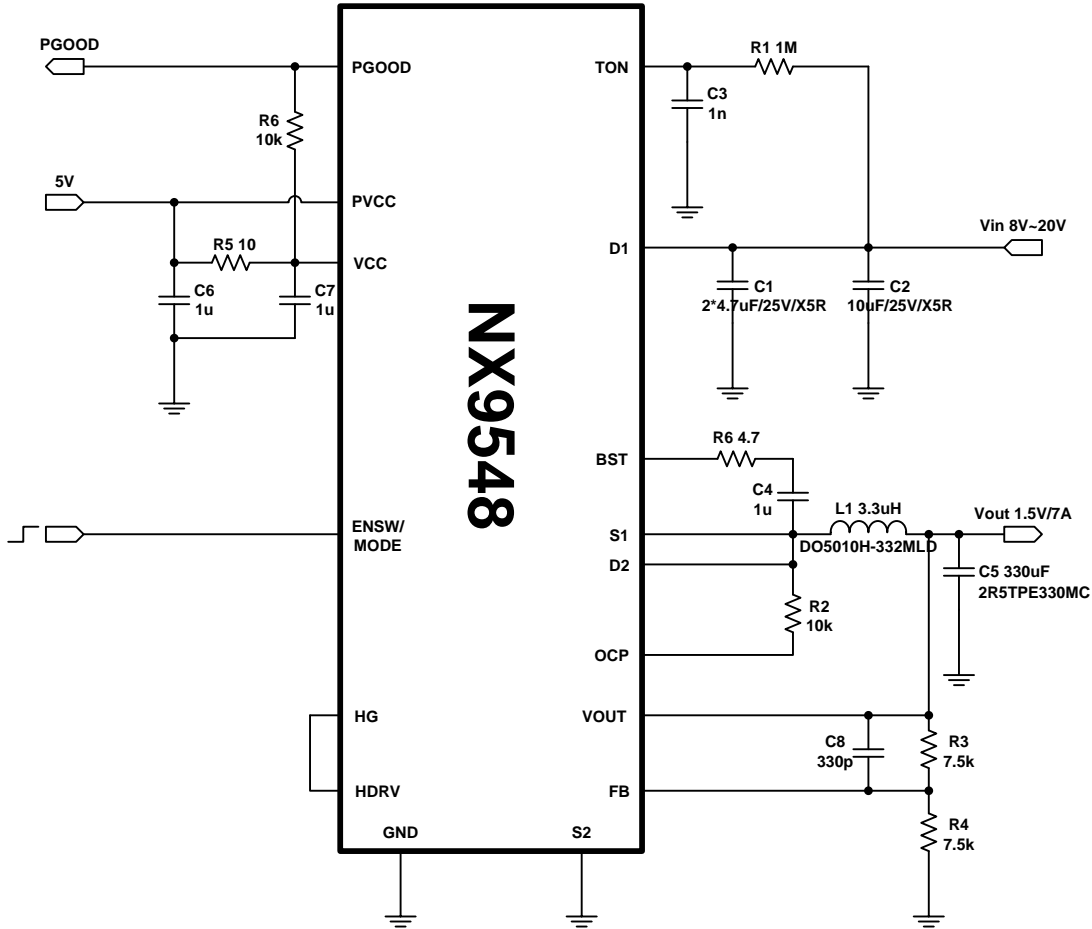 PGOOD
PGOOD
R6
10k
5V
PVCC
R5 10
VCC
C6
1u
C7
1u
ENSW/
MODE
HG
HDRV
GND
S2
NX9548
TON
R1 1M
C3
1n
D1
Vin 8V~20V
C1
2*4.7uF/25V/X5R
C2
10uF/25V/X5R
BST
R6 4.7
C4
1u
S1
L1 3.3uH
DO5010H-332MLD
Vout 1.5V/7A
D2
C5 330uF
2R5TPE330MC
R2
10k
OCP
VOUT
C8
330p
R3
7.5k
FB
R4
7.5k